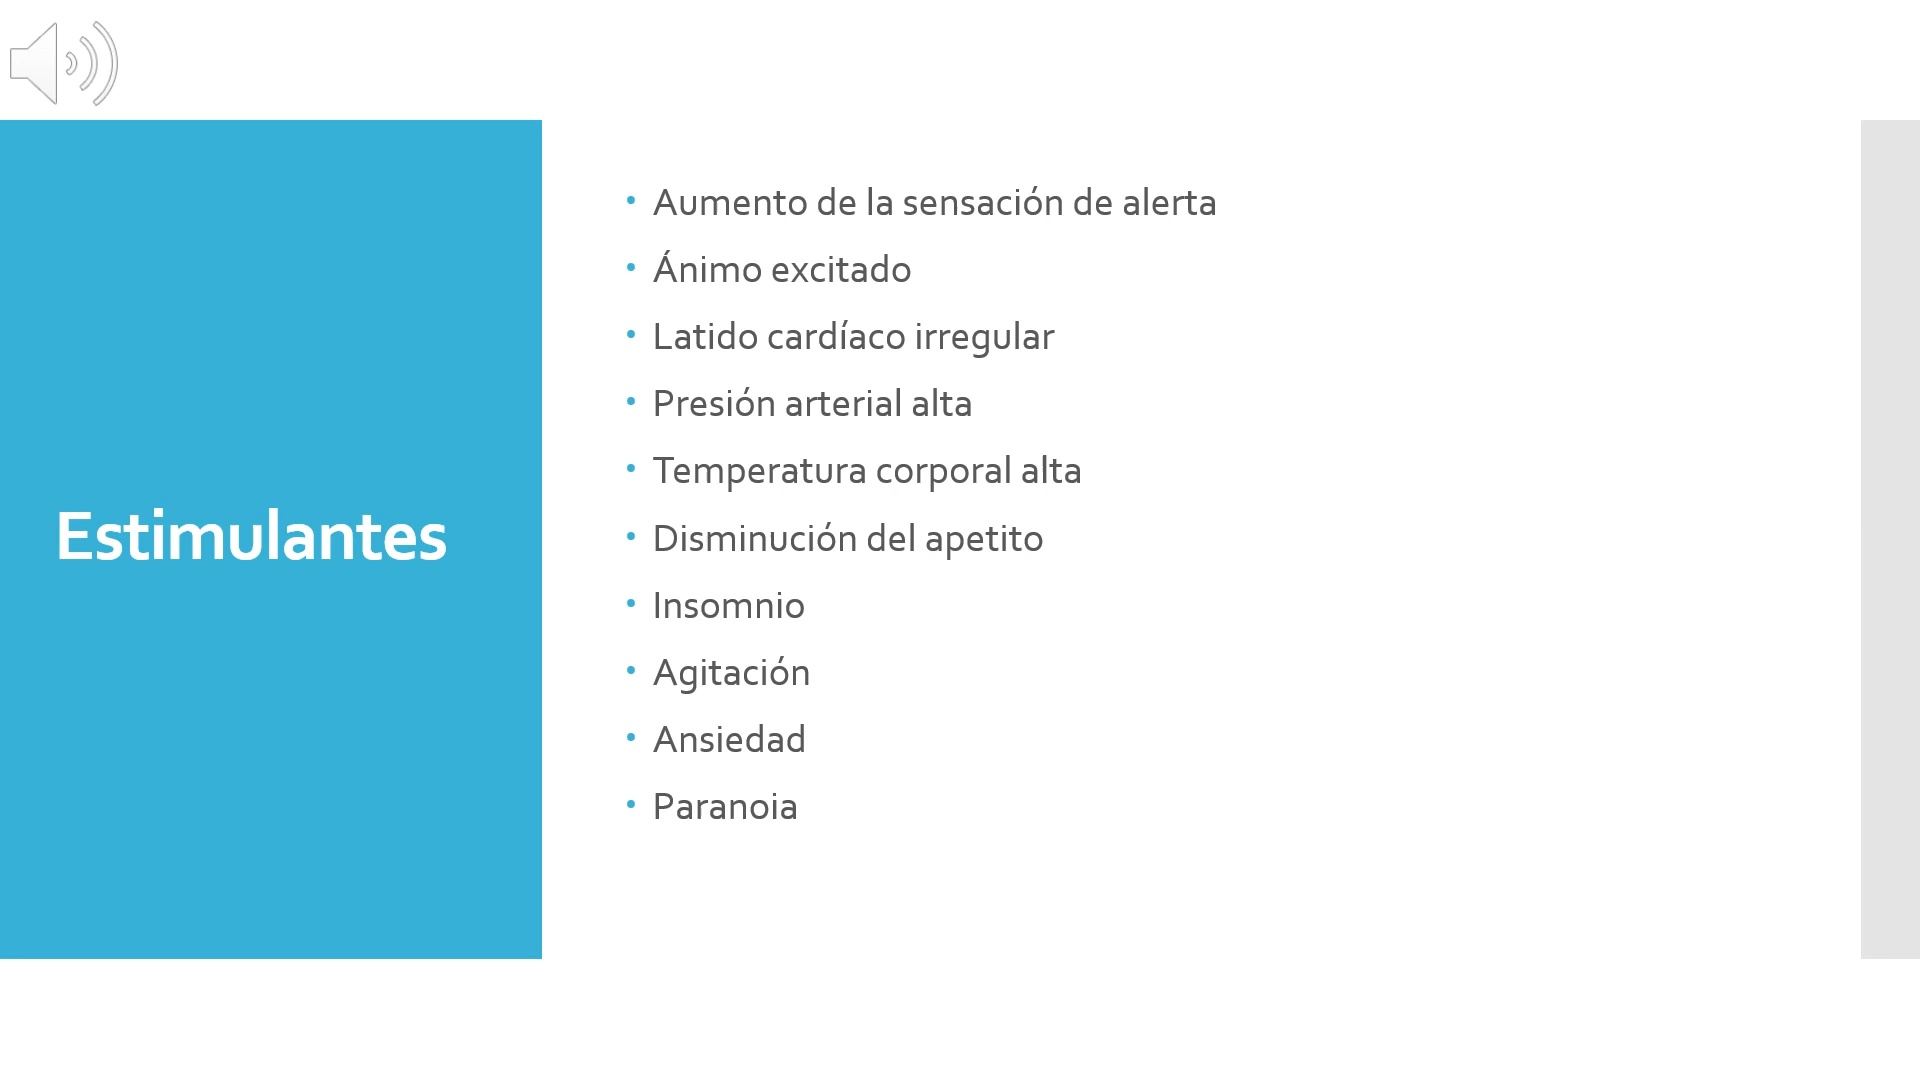 Estimulantes
• Aumento de la sensación de alerta
• Ánimo excitado
• Latido cardíaco irregular
• Presión arterial alta
• Temperatura corporal alta
• Disminución del apetito
• Insomnio
• Agitación
• Ansiedad
• Paranoia